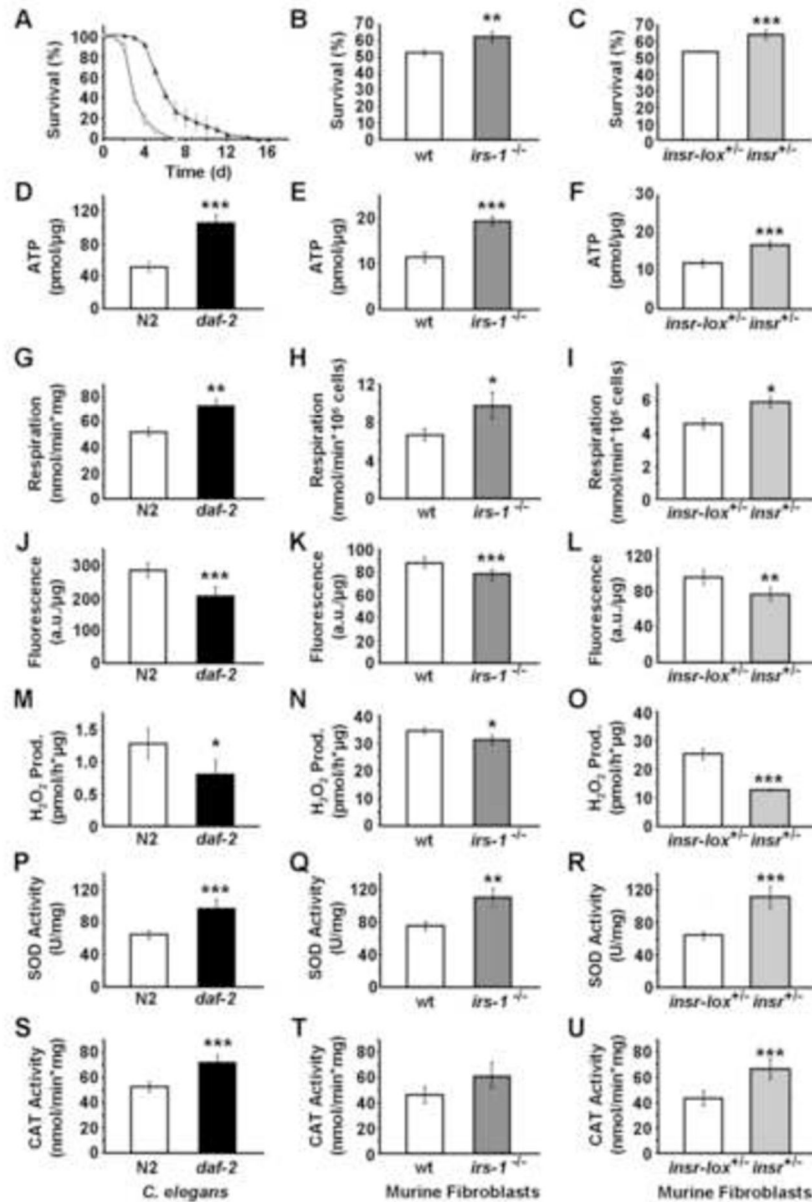 A
Survival (%)
100
80
60
40
20
0
0 4 8 12 16
Time (d)
B
Survival (%)
70
60
50
40
30
20
10
0
**
wt irs-1 -/-
C
Survival (%)
70
60
50
40
30
20
10
0
***
insr-lox+/- insr+/-
D
ATP
(pmol/µg)
120
80
40
0
***
N2 daf-2
E
ATP
(pmol/µg)
20
10
0
***
wt irs-1 -/-
F
ATP
(pmol/µg)
30
20
10
0
***
insr-lox+/- insr+/-
G
Respiration
(nmol/min*mg)
80
60
40
20
0
**
N2 daf-2
H
Respiration
(nmol/min*10⁶ cells)
12
8
4
0
*
wt irs-1 -/-
I
Respiration
(nmol/min*10⁶ cells)
6
4
2
0
*
insr-lox+/- insr+/-
J
Fluorescence
(a.u./µg)
300
200
100
0
***
N2 daf-2
K
Fluorescence
(a.u./µg)
100
80
60
40
20
0
***
wt irs-1 -/-
L
Fluorescence
(a.u./µg)
120
80
40
0
**
insr-lox+/- insr+/-
M
H₂O₂ Prod.
(pmol/h*µg)
1.5
1.0
0.5
0
*
N2 daf-2
N
H₂O₂ Prod.
(pmol/h*µg)
40
30
20
10
0
*
wt irs-1 -/-
O
H₂O₂ Prod.
(pmol/h*µg)
40
30
20
10
0
***
insr-lox+/- insr+/-
P
SOD Activity
(U/mg)
120
80
40
0
***
N2 daf-2
Q
SOD Activity
(U/mg)
120
80
40
0
**
wt irs-1 -/-
R
SOD Activity
(U/mg)
120
80
40
0
***
insr-lox+/- insr+/-
S
CAT Activity
(nmol/min*mg)
80
60
40
20
0
***
N2 daf-2
C. elegans
T
CAT Activity
(nmol/min*mg)
80
60
40
20
0
wt irs-1 -/-
Murine Fibroblasts
U
CAT Activity
(nmol/min*mg)
80
60
40
20
0
***
insr-lox+/- insr+/-
Murine Fibroblasts